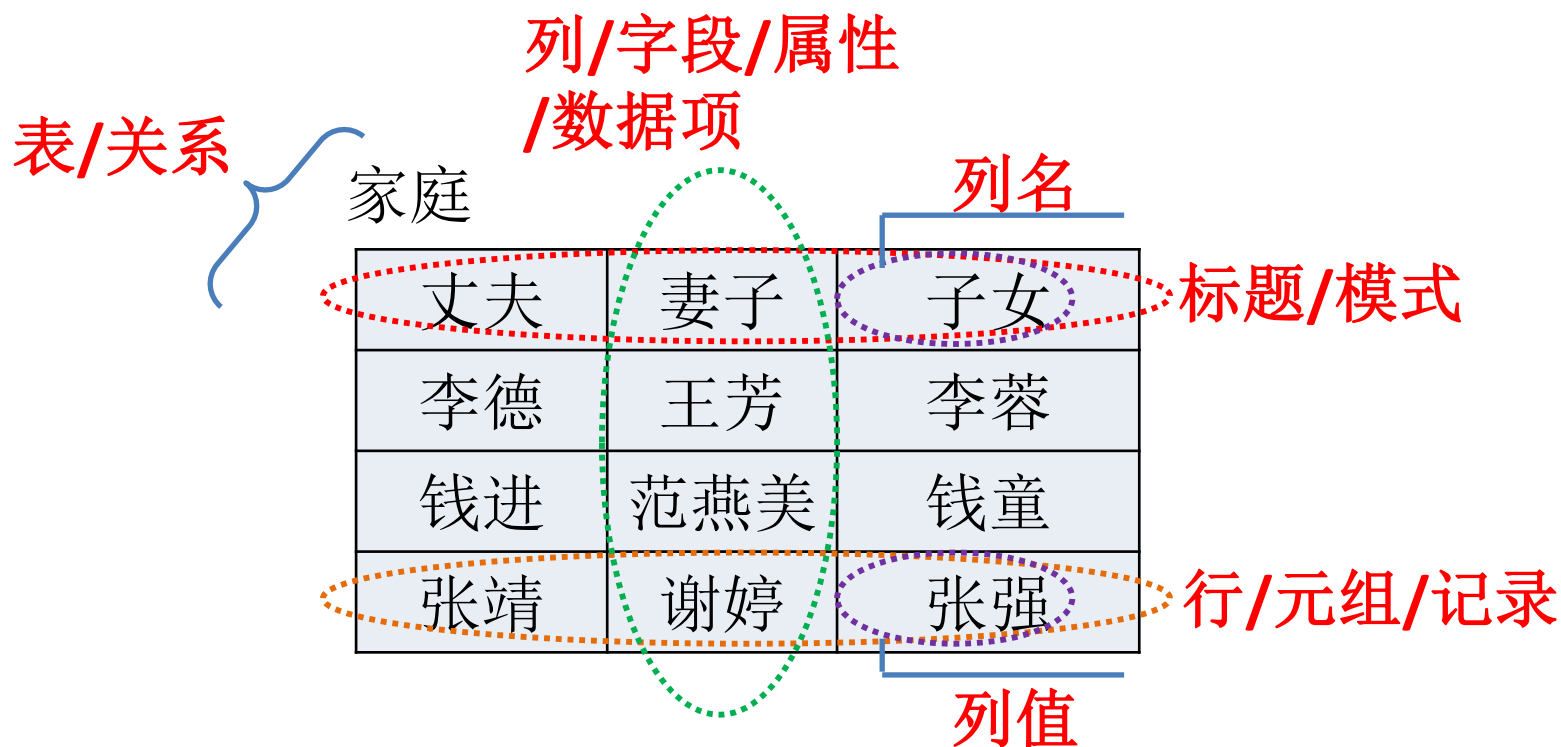 列/字段/属性
/数据项
表/关系
家庭
列名
丈夫 妻子 子女
标题/模式
李德 王芳 李蓉
钱进 范燕美 钱童
张靖 谢婷 张强
行/元组/记录
列值